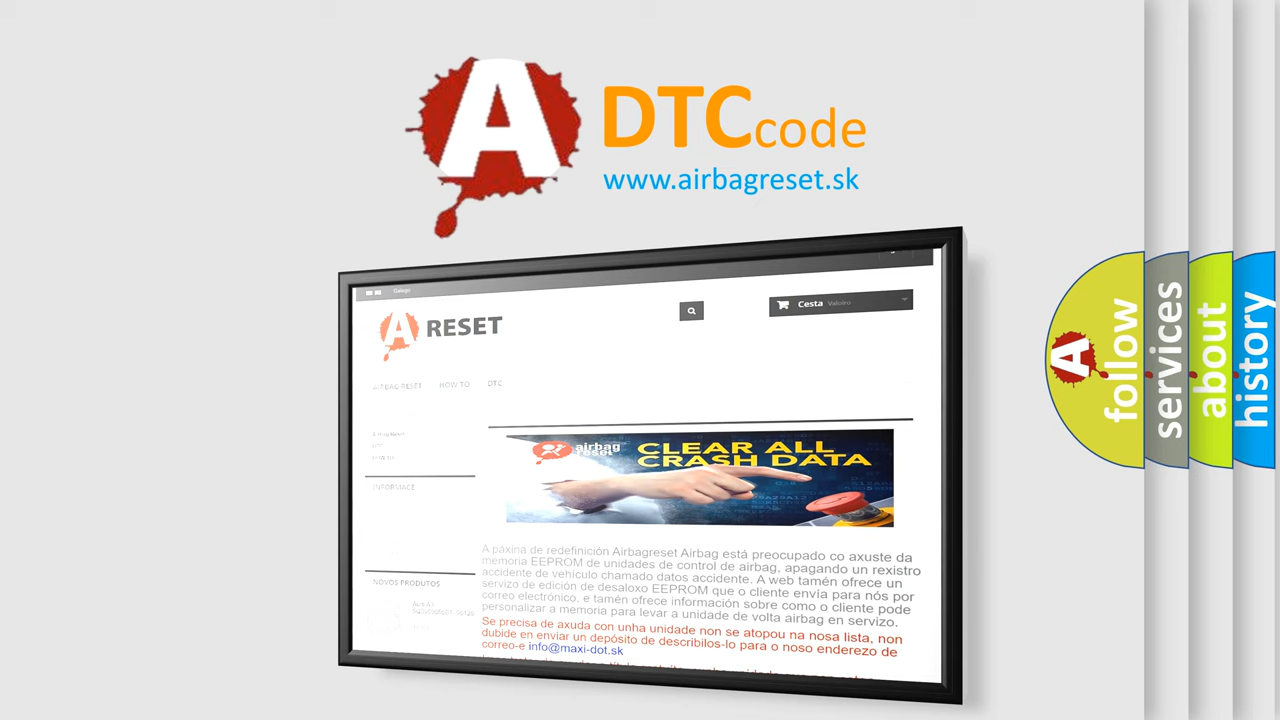 A
DTCcode
www.airbagreset.sk
Galego
A RESET
Cesta
AIRBAG RESET HOW TO DTC
INFORMACE
NOVOS PRODUTOS
airbag
reset
CLEAR ALL
CRASH DATA
A páxina de redefinición Airbagreset Airbag está preocupado co axuste da
memoria EEPROM de unidades de control de airbag, apagando un rexistro
accidente de vehículo chamado datos accidente. A web tamén ofrece un
servizo de edición de desaloxo EEPROM que o cliente envía para nós por
correo electrónico, e tamén ofrece información sobre como o cliente pode
personalizar a memoria para levar a unidade de volta airbag en servizo.
Se precisa de axuda con unha unidade non se atopou na nosa lista, non
dubide en enviar un depósito de describilos-lo para o noso enderezo de
correo-e info@maxi-dot.sk
A
follow
services
about
history